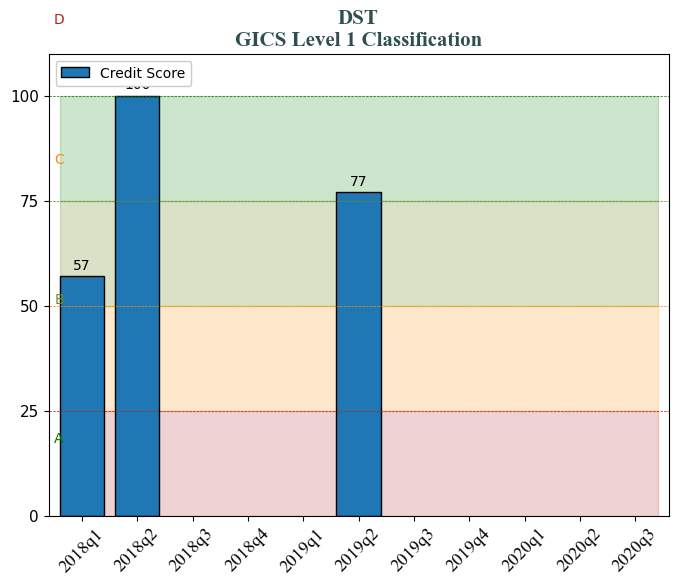 D
DST
GICS Level 1 Classification
Credit Score
100
100
C
75
77
57
B
50
25
A
0
2018q1
2018q2
2018q3
2018q4
2019q1
2019q2
2019q3
2019q4
2020q1
2020q2
2020q3